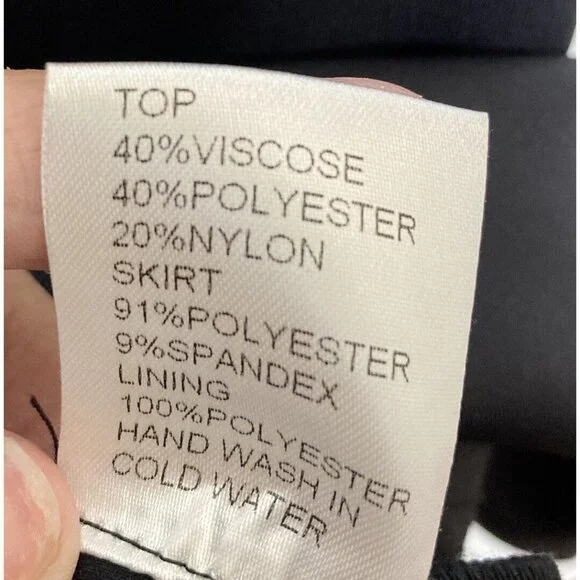 TOP
40%VISCOSE
40%POLYESTER
20%NYLON
SKIRT
91%POLYESTER
9%SPANDEX
LINING
100%POLYESTER
HAND WASH IN
COLD WATER